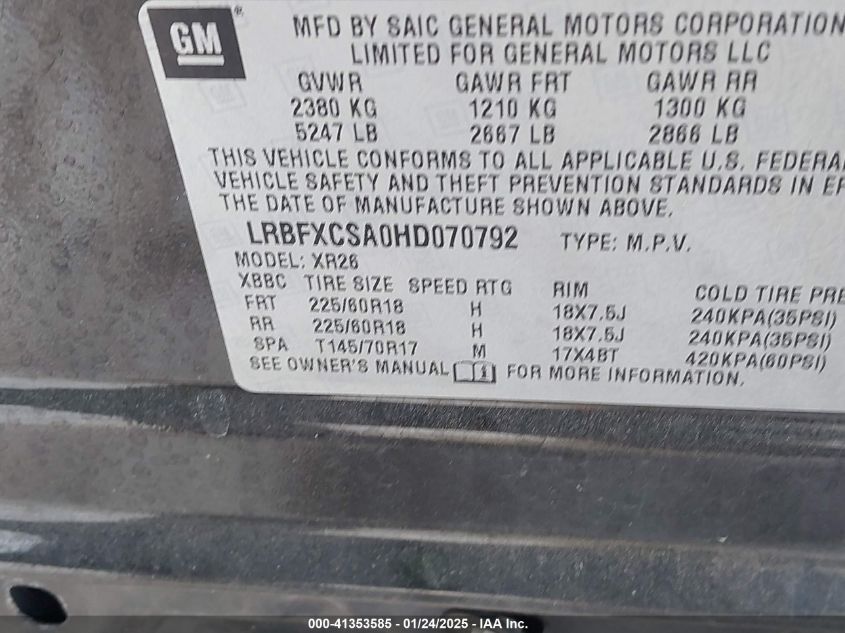 GM®
MFD BY SAIC GENERAL MOTORS CORPORATION
LIMITED FOR GENERAL MOTORS LLC
GVWR GAWR FRT GAWR RR
2380 KG 1210 KG 1300 KG
5247 LB 2667 LB 2866 LB
THIS VEHICLE CONFORMS TO ALL APPLICABLE U.S. FEDERAL
VEHICLE SAFETY AND THEFT PREVENTION STANDARDS IN EF
THE DATE OF MANUFACTURE SHOWN ABOVE.
LRBFXCSA0HD070792 TYPE: M.P.V.
MODEL: XR26
XBBC TIRE SIZE SPEED RTG RIM COLD TIRE PRE
FRT 225/60R18 H 18X7.5J 240KPA(35PSI)
RR 225/60R18 H 18X7.5J 240KPA(35PSI)
SPA T145/70R17 M 17X4BT 420KPA(60PSI)
SEE OWNER'S MANUAL FOR MORE INFORMATION.
000-41353585 / 01/24/2025 - IAA Inc.